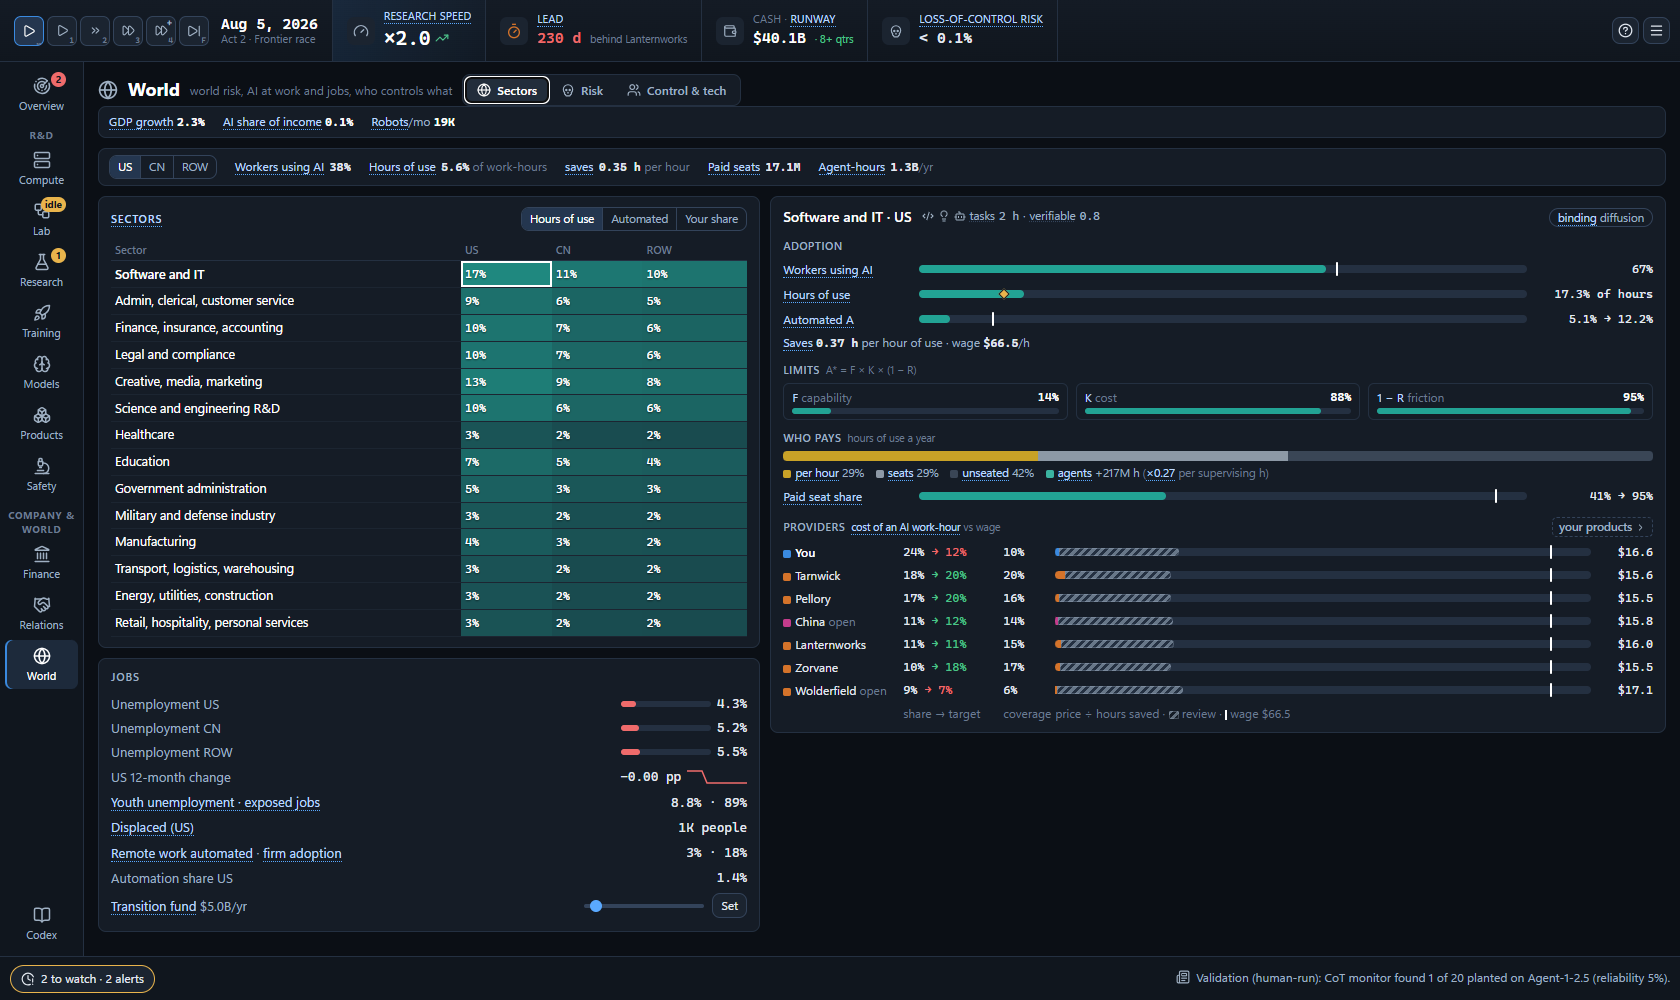 1
2
3
4
F
Aug 5, 2026
Act 2 · Frontier race
RESEARCH SPEED
×2.0
LEAD
230 d behind Lanternworks
CASH · RUNWAY
$40.1B · 8+ qtrs
LOSS-OF-CONTROL RISK
< 0.1%
2
Overview
R&D
Compute
idle
Lab
1
Research
Training
Models
Products
Safety
COMPANY &
WORLD
Finance
Relations
World
Codex
World world risk, AI at work and jobs, who controls what
Sectors Risk Control & tech
GDP growth 2.3% AI share of income 0.1% Robots/mo 19K
US CN ROW Workers using AI 38% Hours of use 5.6% of work-hours saves 0.35 h per hour Paid seats 17.1M Agent-hours 1.3B/yr
SECTORS Hours of use Automated Your share
Sector US CN ROW
Software and IT 17% 11% 10%
Admin, clerical, customer service 9% 6% 5%
Finance, insurance, accounting 10% 7% 6%
Legal and compliance 10% 7% 6%
Creative, media, marketing 13% 9% 8%
Science and engineering R&D 10% 6% 6%
Healthcare 3% 2% 2%
Education 7% 5% 4%
Government administration 5% 3% 3%
Military and defense industry 3% 2% 2%
Manufacturing 4% 3% 2%
Transport, logistics, warehousing 3% 2% 2%
Energy, utilities, construction 3% 2% 2%
Retail, hospitality, personal services 3% 2% 2%
JOBS
Unemployment US 4.3%
Unemployment CN 5.2%
Unemployment ROW 5.5%
US 12-month change −0.00 pp
Youth unemployment · exposed jobs 8.8% · 89%
Displaced (US) 1K people
Remote work automated · firm adoption 3% · 18%
Automation share US 1.4%
Transition fund $5.0B/yr Set
Software and IT · US tasks 2 h · verifiable 0.8 binding diffusion
ADOPTION
Workers using AI 67%
Hours of use 17.3% of hours
Automated A 5.1% → 12.2%
Saves 0.37 h per hour of use · wage $66.5/h
LIMITS A* = F × K × (1 − R)
F capability 14%
K cost 88%
1 − R friction 95%
WHO PAYS hours of use a year
per hour 29% seats 29% unseated 42% agents +217M h (×0.27 per supervising h)
Paid seat share 41% → 95%
PROVIDERS cost of an AI work-hour vs wage your products ›
You 24% → 12% 10% $16.6
Tarnwick 18% → 20% 20% $15.6
Pellory 17% → 20% 16% $15.5
China open 11% → 12% 14% $15.8
Lanternworks 11% → 11% 15% $16.0
Zorvane 10% → 18% 17% $15.5
Wolderfield open 9% → 7% 6% $17.1
share → target coverage price ÷ hours saved · review · wage $66.5
2 to watch · 2 alerts
Validation (human-run): CoT monitor found 1 of 20 planted on Agent-1-2.5 (reliability 5%).